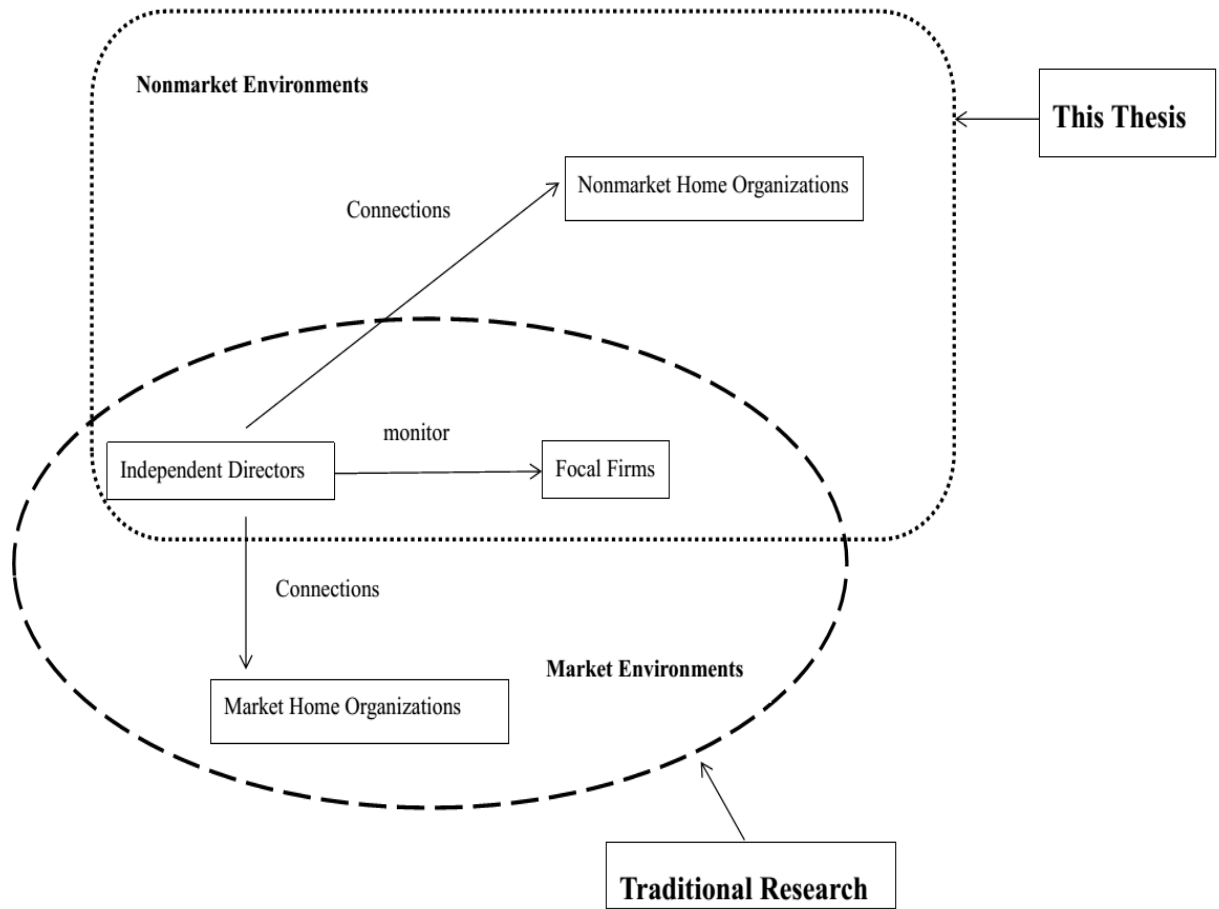 Nonmarket Environments
This Thesis
Nonmarket Home Organizations
Connections
monitor
Independent Directors
Focal Firms
Connections
Market Environments
Market Home Organizations
Traditional Research